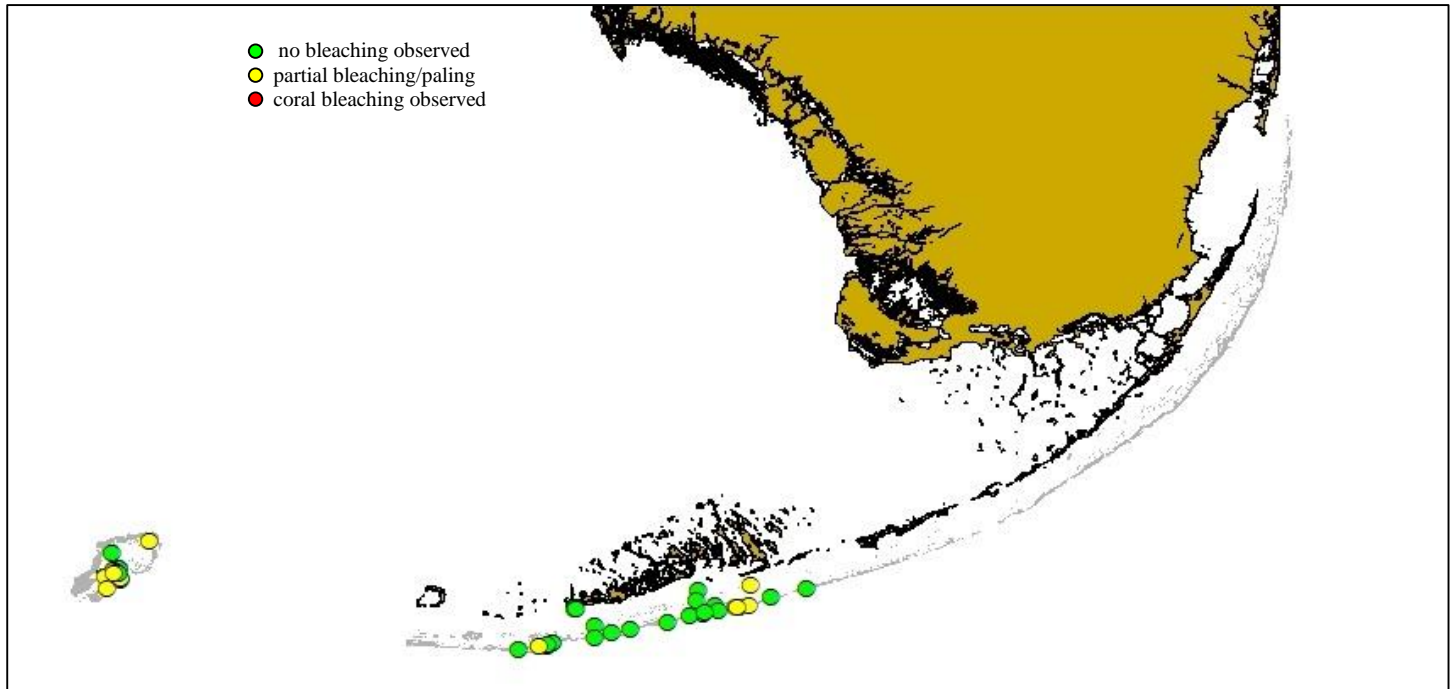 no bleaching observed
partial bleaching/paling
coral bleaching observed